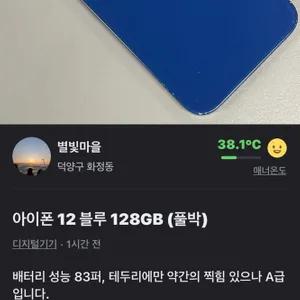 별빛마을
덕양구 화정동
38.1°C
매너온도
아이폰 12 블루 128GB (풀박)
디지털기기 · 1시간 전
배터리 성능 83퍼, 테두리에만 약간의 찍힘 있으나 A급
입니다.